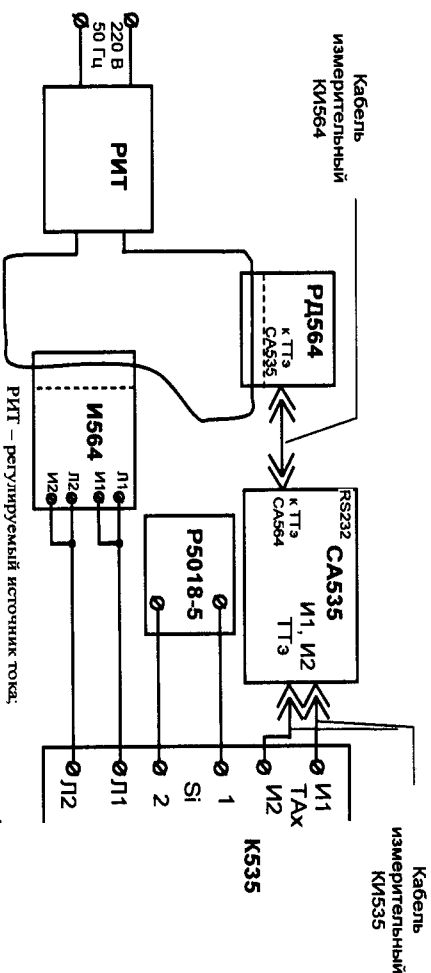 Кабель
измерительный
КИ564
Кабель
измерительный
КИ535
220 В
50 Гц
РИТ
РД564
к ТТэ
СА535
RS232
к ТТэ
СА564
СА535
И1, И2
ТТэ
И564
Л1
И1
Л2
И2
Р5018-5
И1
ТАх
И2
1
Si
2
Л1
Л2
К535
РИТ – регулируемый источник тока;